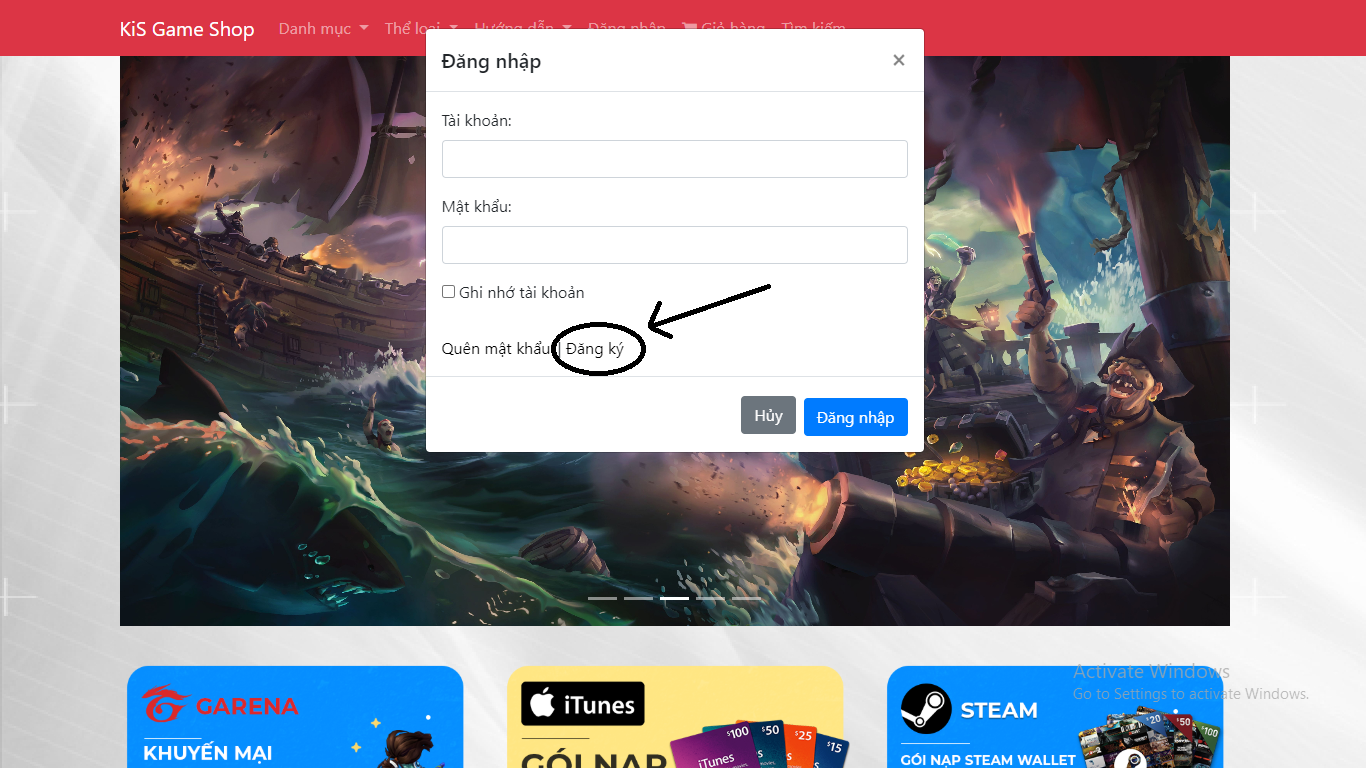 KiS Game Shop Danh mục Thể loại Hướng dẫn Đăng nhập Giỏ hàng Tìm kiếm
Đăng nhập ×
Tài khoản:
Mật khẩu:
Ghi nhớ tài khoản
Quên mật khẩu | Đăng ký
Hủy Đăng nhập
GARENA
KHUYẾN MẠI
iTunes
GÓI NẠP
$100 $50 $25 $15
iTunes
STEAM
GÓI NẠP STEAM WALLET
$20 $50 $100
Activate Windows
Go to Settings to activate Windows.